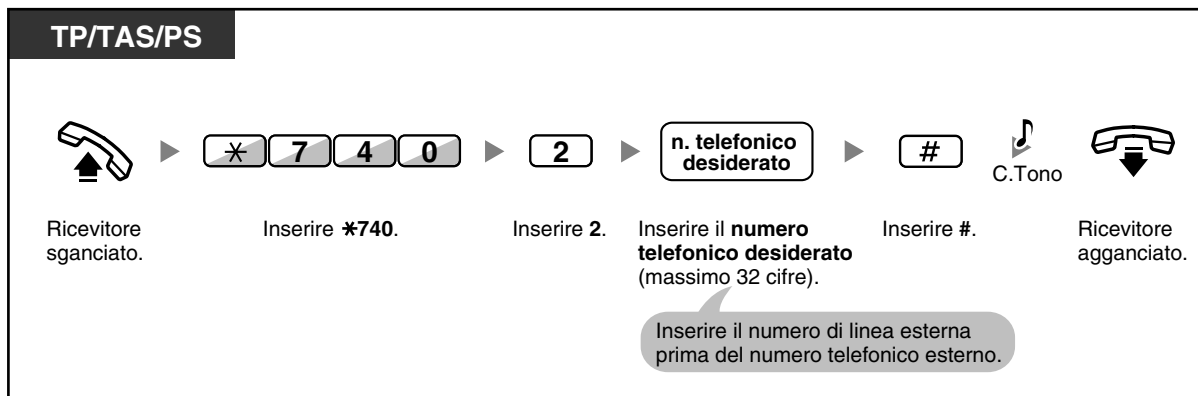 TP/TAS/PS
✳ 7 4 0
2
n. telefonico
desiderato
#
C.Tono
Ricevitore
sganciato.
Inserire ✳740.
Inserire 2.
Inserire il numero
telefonico desiderato
(massimo 32 cifre).
Inserire #.
Ricevitore
agganciato.
Inserire il numero di linea esterna
prima del numero telefonico esterno.